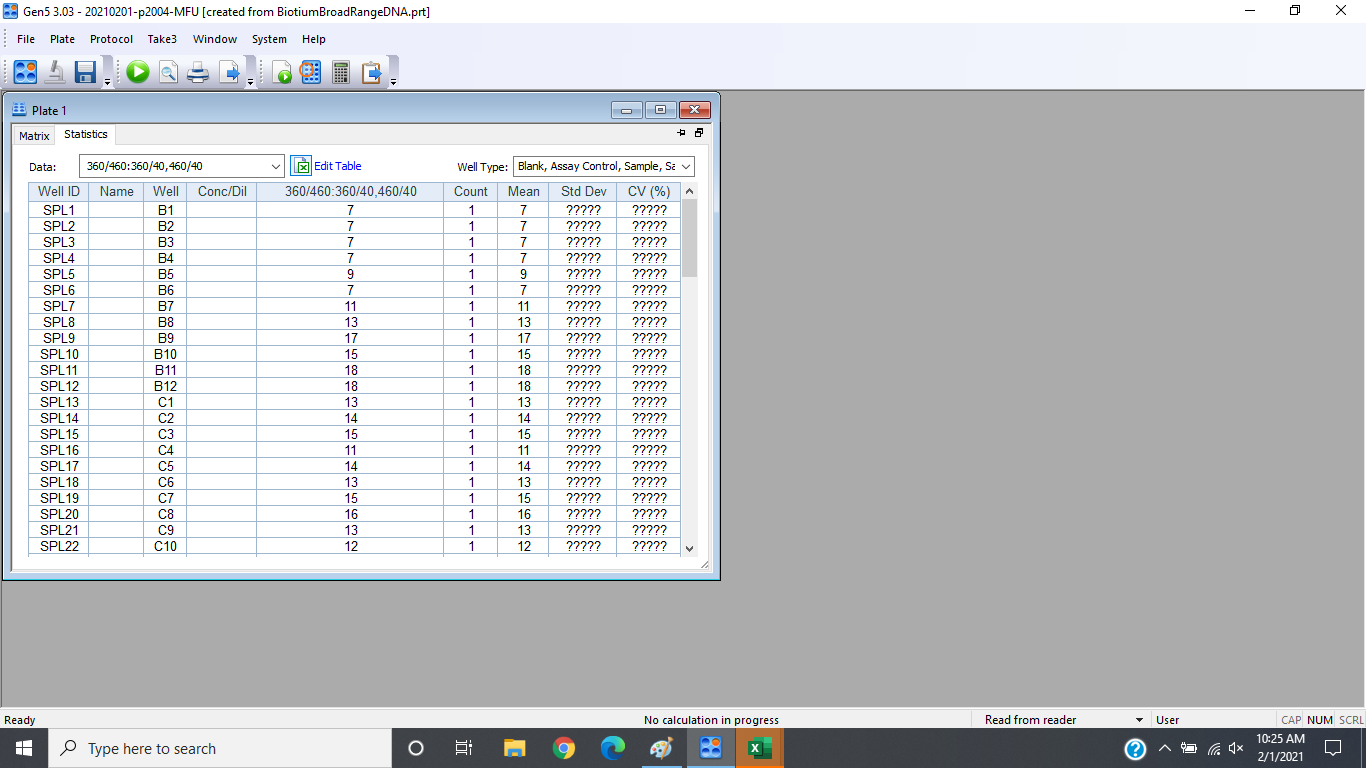 Gen5 3.03 - 20210201-p2004-MFU [created from BiotiumBroadRangeDNA.prt]
File Plate Protocol Take3 Window System Help
Plate 1
Matrix Statistics
Data: 360/460:360/40,460/40 Edit Table Well Type: Blank, Assay Control, Sample, Sa
Well ID Name Well Conc/Dil 360/460:360/40,460/40 Count Mean Std Dev CV (%)
SPL1 B1 7 1 7 ????? ?????
SPL2 B2 7 1 7 ????? ?????
SPL3 B3 7 1 7 ????? ?????
SPL4 B4 7 1 7 ????? ?????
SPL5 B5 9 1 9 ????? ?????
SPL6 B6 7 1 7 ????? ?????
SPL7 B7 11 1 11 ????? ?????
SPL8 B8 13 1 13 ????? ?????
SPL9 B9 17 1 17 ????? ?????
SPL10 B10 15 1 15 ????? ?????
SPL11 B11 18 1 18 ????? ?????
SPL12 B12 18 1 18 ????? ?????
SPL13 C1 13 1 13 ????? ?????
SPL14 C2 14 1 14 ????? ?????
SPL15 C3 15 1 15 ????? ?????
SPL16 C4 11 1 11 ????? ?????
SPL17 C5 14 1 14 ????? ?????
SPL18 C6 13 1 13 ????? ?????
SPL19 C7 15 1 15 ????? ?????
SPL20 C8 16 1 16 ????? ?????
SPL21 C9 13 1 13 ????? ?????
SPL22 C10 12 1 12 ????? ?????
Ready No calculation in progress Read from reader User CAP NUM SCRL
Type here to search 10:25 AM
2/1/2021